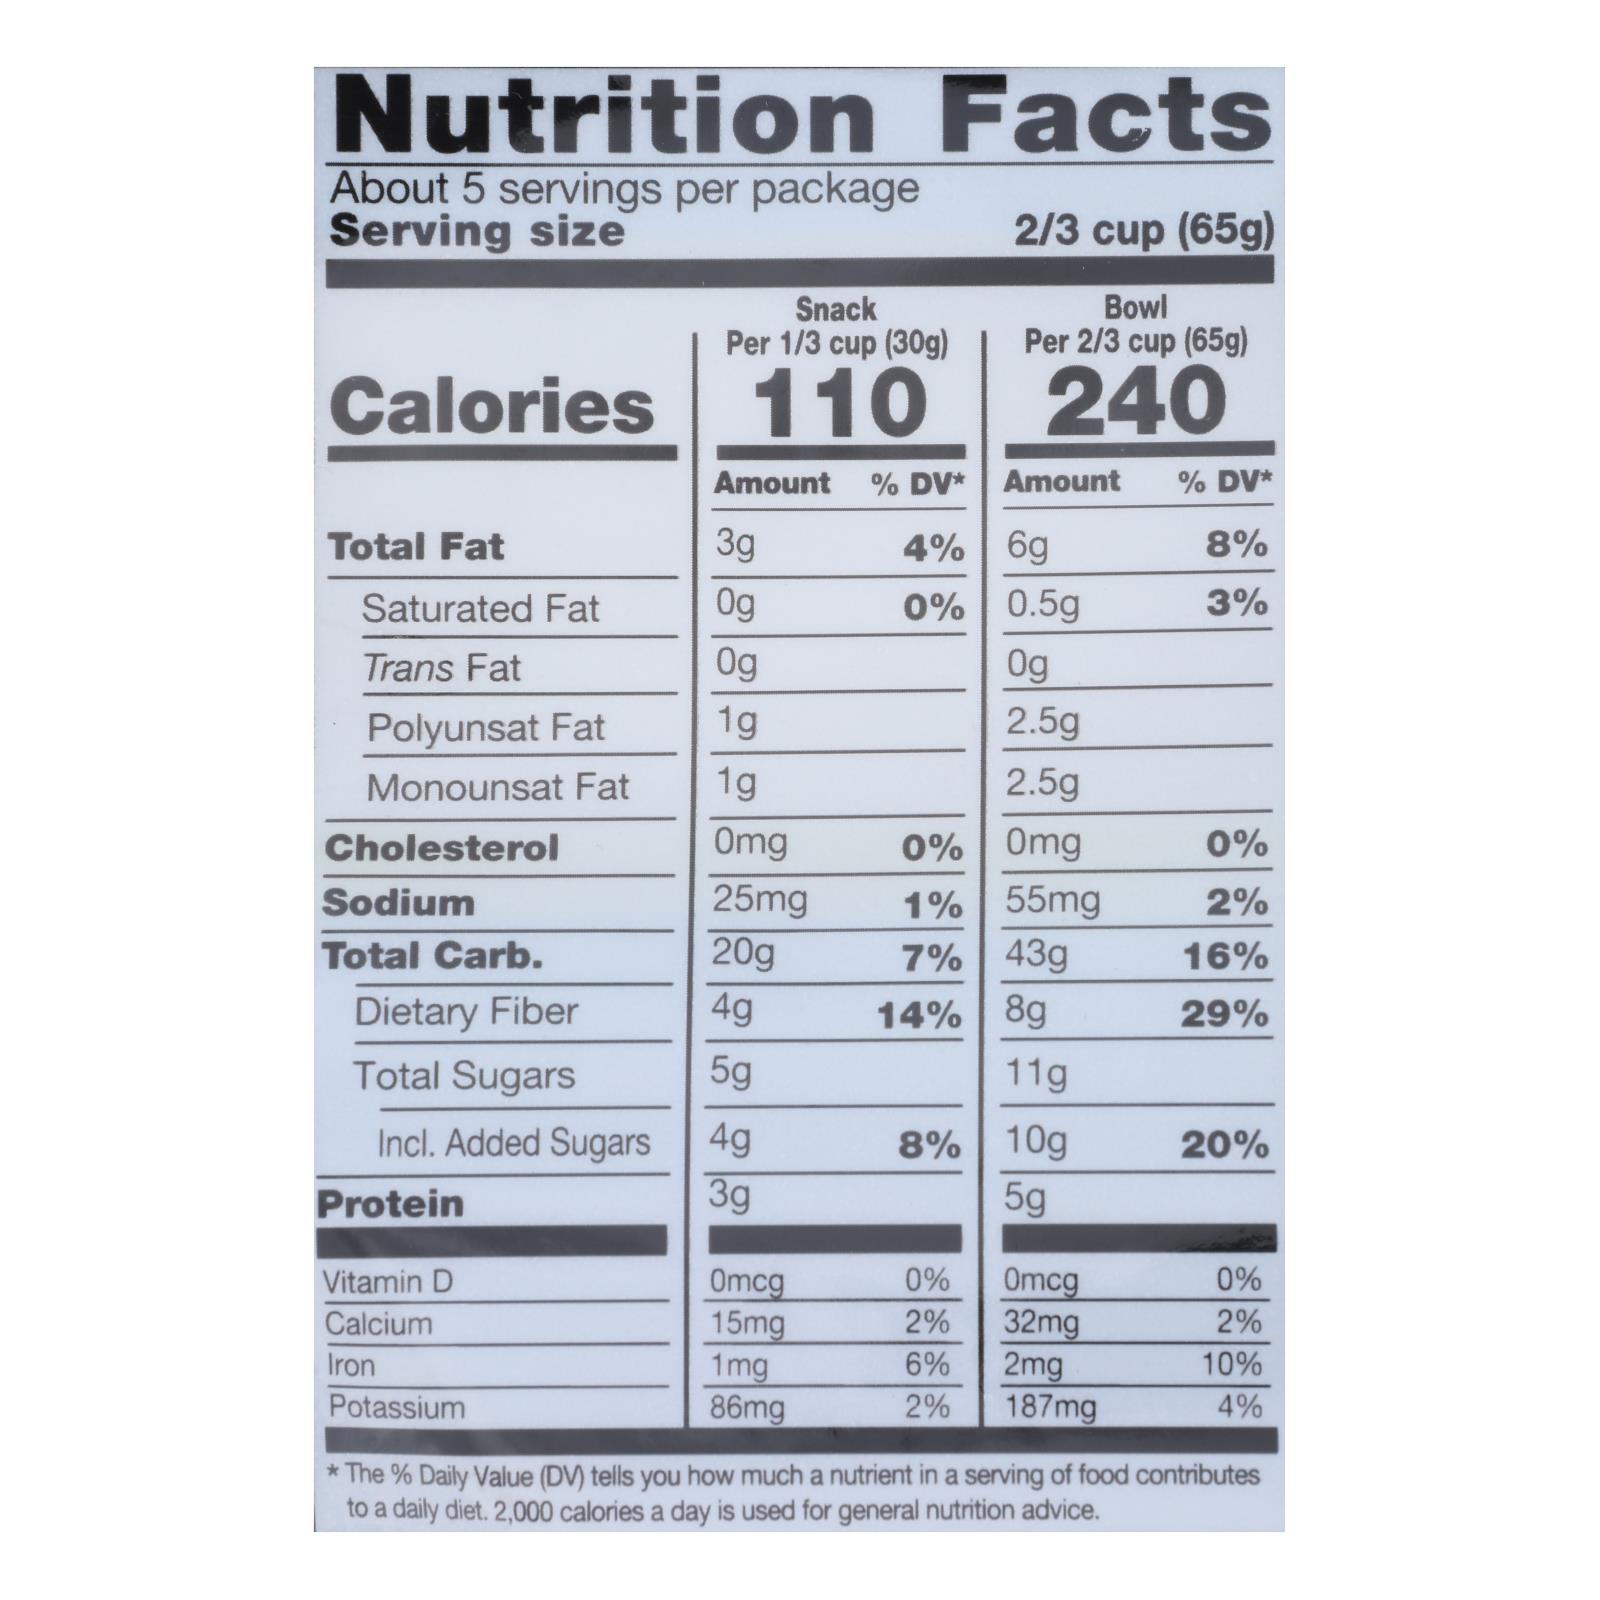 Nutrition Facts
About 5 servings per package
Serving size 2/3 cup (65g)
Snack Bowl
Per 1/3 cup (30g) Per 2/3 cup (65g)
Calories 110 240
Amount % DV* Amount % DV*
Total Fat 3g 4% 6g 8%
Saturated Fat 0g 0% 0.5g 3%
Trans Fat 0g 0g
Polyunsat Fat 1g 2.5g
Monounsat Fat 1g 2.5g
Cholesterol 0mg 0% 0mg 0%
Sodium 25mg 1% 55mg 2%
Total Carb. 20g 7% 43g 16%
Dietary Fiber 4g 14% 8g 29%
Total Sugars 5g 11g
Incl. Added Sugars 4g 8% 10g 20%
Protein 3g 5g
Vitamin D 0mcg 0% 0mcg 0%
Calcium 15mg 2% 32mg 2%
Iron 1mg 6% 2mg 10%
Potassium 86mg 2% 187mg 4%
* The % Daily Value (DV) tells you how much a nutrient in a serving of food contributes
to a daily diet. 2,000 calories a day is used for general nutrition advice.